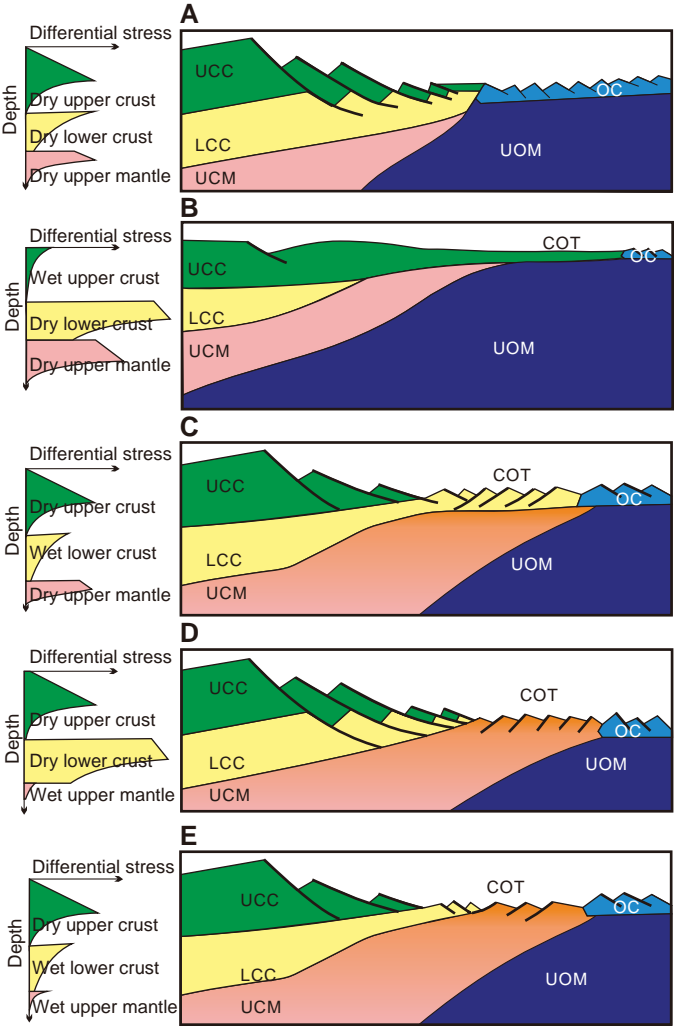 A
Differential stress
Depth
Dry upper crust
Dry lower crust
Dry upper mantle
UCC
LCC
UCM
OC
UOM
B
Differential stress
Depth
Wet upper crust
Dry lower crust
Dry upper mantle
UCC
LCC
UCM
COT
OC
UOM
C
Differential stress
Depth
Dry upper crust
Wet lower crust
Dry upper mantle
UCC
LCC
UCM
COT
OC
UOM
D
Differential stress
Depth
Dry upper crust
Dry lower crust
Wet upper mantle
UCC
LCC
UCM
COT
OC
UOM
E
Differential stress
Depth
Dry upper crust
Wet lower crust
Wet upper mantle
UCC
LCC
UCM
COT
OC
UOM